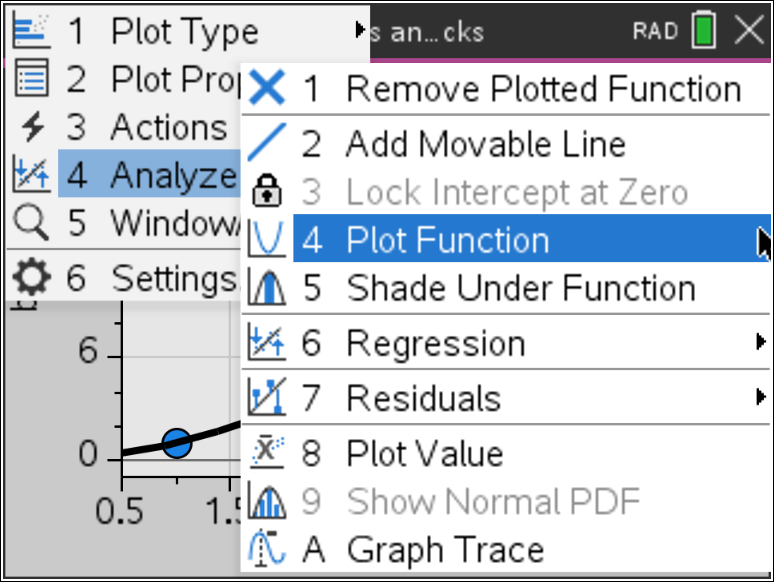 1 Plot Type
s an…cks
RAD
2 Plot Prop
3 Actions
4 Analyze
5 Window/
6 Settings
1 Remove Plotted Function
2 Add Movable Line
3 Lock Intercept at Zero
4 Plot Function
5 Shade Under Function
6 Regression
7 Residuals
8 Plot Value
9 Show Normal PDF
A Graph Trace
6
0
0.5
1.5